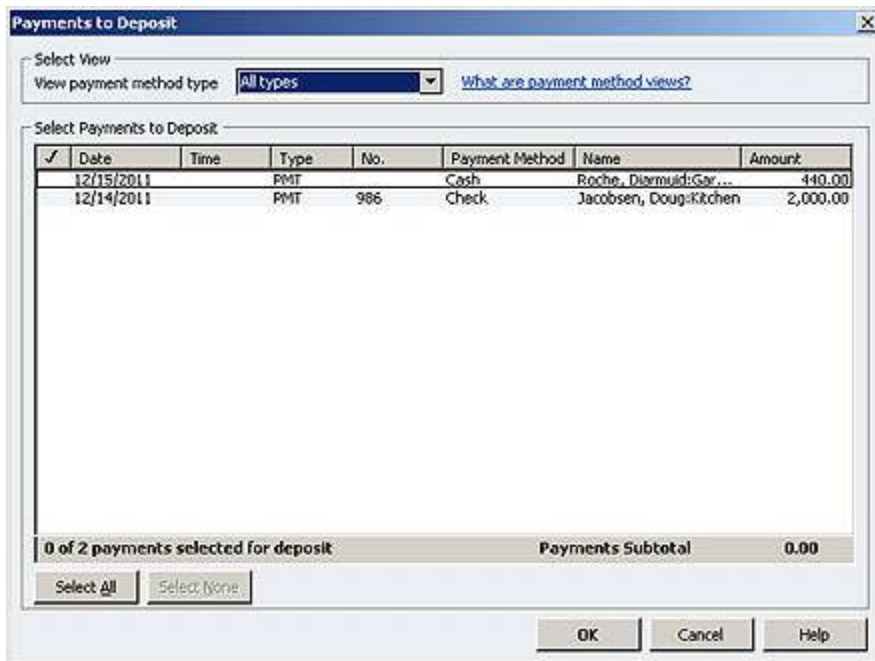 Payments to Deposit
Select View
View payment method type All types What are payment method views?
Select Payments to Deposit
✓ Date Time Type No. Payment Method Name Amount
12/15/2011 PMT Cash Roche, Diarmuid:Gar... 440.00
12/14/2011 PMT 986 Check Jacobsen, Doug:Kitchen 2,000.00
0 of 2 payments selected for deposit Payments Subtotal 0.00
Select All Select None
OK Cancel Help